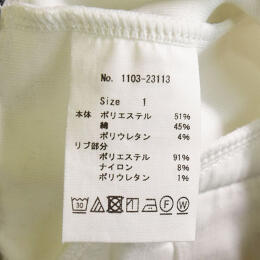 No. 1103-23113
Size 1
本体 ポリエステル 51%
綿 45%
ポリウレタン 4%
リブ部分
ポリエステル 91%
ナイロン 8%
ポリウレタン 1%
30 F W